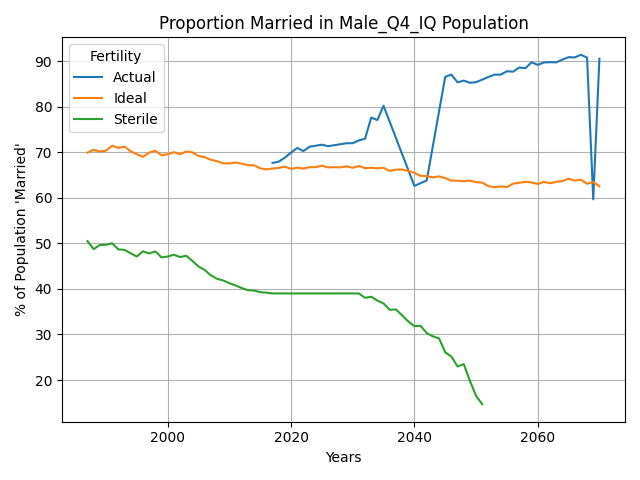 Proportion Married in Male_Q4_IQ Population
% of Population 'Married'
90
80
70
60
50
40
30
20
Fertility
Actual
Ideal
Sterile
2000
2020
2040
2060
Years